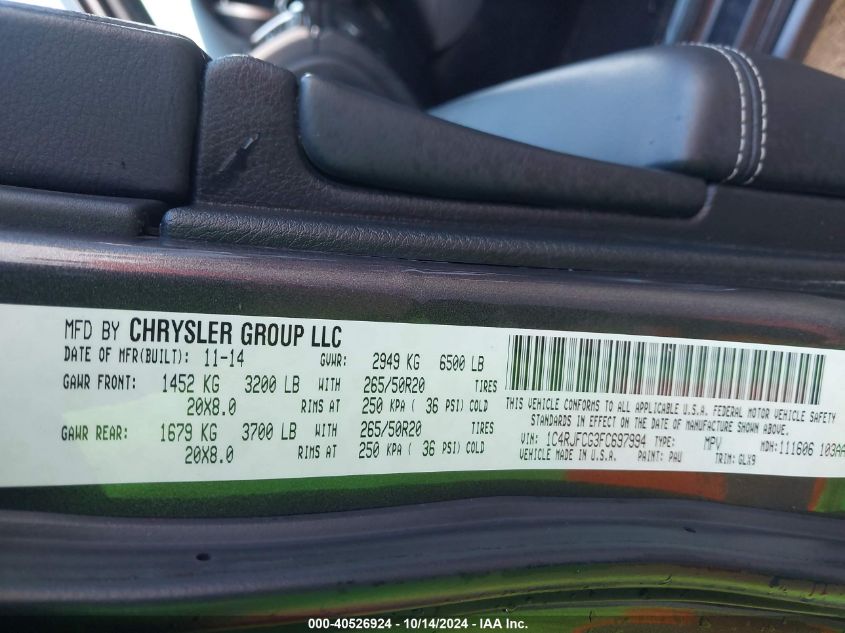 MFD BY CHRYSLER GROUP LLC
DATE OF MFR(BUILT): 11-14 GVWR: 2949 KG 6500 LB
GAWR FRONT: 1452 KG 3200 LB WITH 265/50R20 TIRES
20X8.0 RIMS AT 250 KPA ( 36 PSI) COLD
GAWR REAR: 1679 KG 3700 LB WITH 265/50R20 TIRES
20X8.0 RIMS AT 250 KPA ( 36 PSI) COLD
THIS VEHICLE CONFORMS TO ALL APPLICABLE U.S.A. FEDERAL MOTOR VEHICLE SAFETY
STANDARDS IN EFFECT ON THE DATE OF MANUFACTURE SHOWN ABOVE.
VIN: 1C4RJFCG3FC697994 TYPE: MPV MDH: 111606 103AA
VEHICLE MADE IN U.S.A. PAINT: PAU TRIM: GLX9
000-40526924 - 10/14/2024 - IAA Inc.